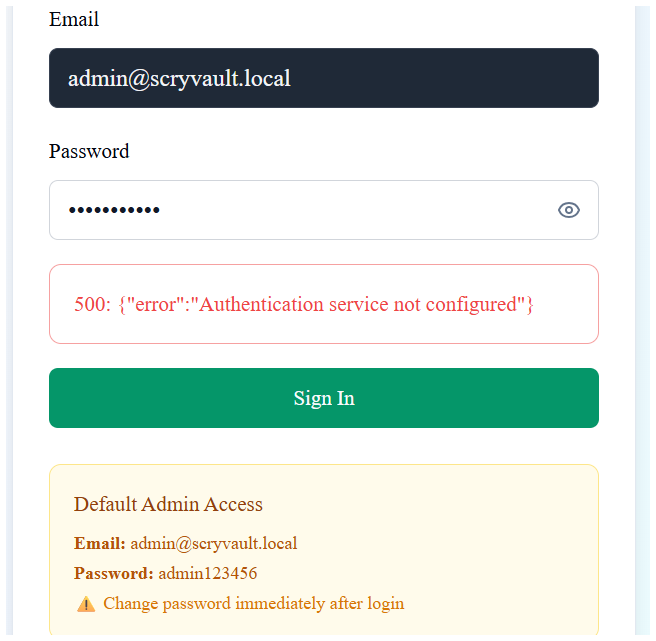 Email
admin@scryvault.local
Password
•••••••••••
500: {"error":"Authentication service not configured"}
Sign In
Default Admin Access
Email: admin@scryvault.local
Password: admin123456
⚠️ Change password immediately after login